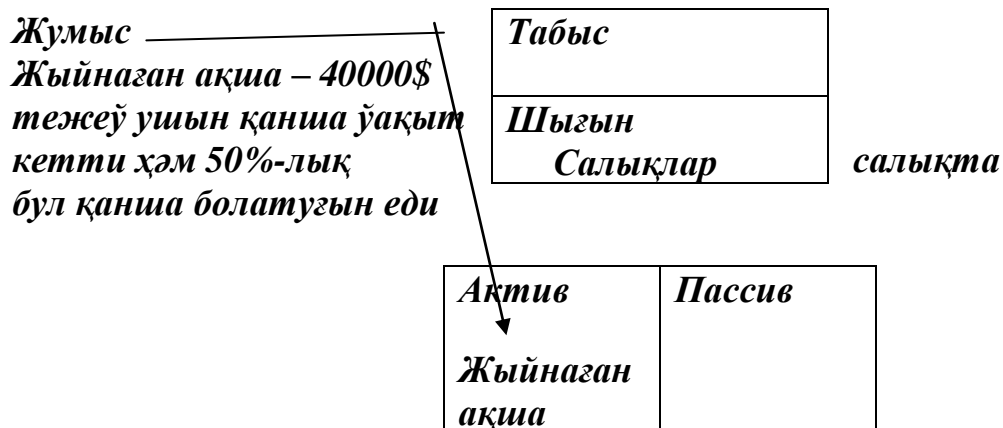 Жумыс
Жыйнаған ақша – 40000$
тежеў ушын қанша ўақыт
кетти ҳәм 50%-лық
бул қанша болатуғын еди
Табыс
Шығын
Салықлар
салықта
Актив
Жыйнаған
ақша
Пассив